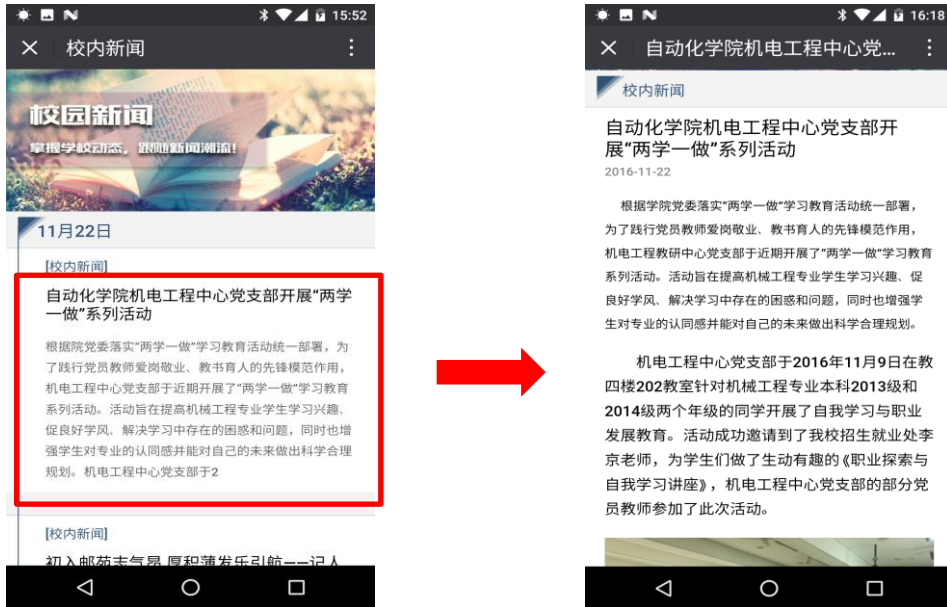 15:52
校内新闻
校园新闻
掌握学校动态，跟随新闻潮流！
11月22日
[校内新闻]
自动化学院机电工程中心党支部开展“两学
一做”系列活动
根据院党委落实“两学一做”学习教育活动统一部署，为
了践行党员教师爱岗敬业、教书育人的先锋模范作用，
机电工程中心党支部于近期开展了“两学一做”学习教育
系列活动。活动旨在提高机械工程专业学生学习兴趣、
促良好学风、解决学习中存在的困惑和问题，同时也增
强学生对专业的认同感并能对自己的未来做出科学合理
规划。机电工程中心党支部于2
[校内新闻]
初入邮苑志气昂 厚积薄发乐引航——记人
16:18
自动化学院机电工程中心党...
校内新闻
自动化学院机电工程中心党支部开
展“两学一做”系列活动
2016-11-22
根据学院党委落实“两学一做”学习教育活动统一部署，
为了践行党员教师爱岗敬业、教书育人的先锋模范作用，
机电工程教研中心党支部于近期开展了“两学一做”学习教育
系列活动。活动旨在提高机械工程专业学生学习兴趣、促
良好学风、解决学习中存在的困惑和问题，同时也增强学
生对专业的认同感并能对自己的未来做出科学合理规划。
机电工程中心党支部于2016年11月9日在教
四楼202教室针对机械工程专业本科2013级和
2014级两个年级的同学开展了自我学习与职业
发展教育。活动成功邀请到了我校招生就业处李
京老师，为学生们做了生动有趣的《职业探索与
自我学习讲座》，机电工程中心党支部的部分党
员教师参加了此次活动。